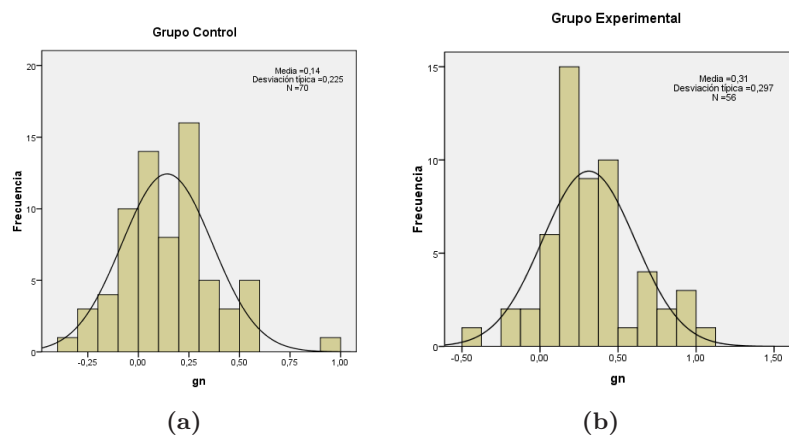 Grupo Control
Media =0,14
Desviación típica =0,225
N =70
Frecuencia
20
15
10
5
0
-0,25
0,00
0,25
0,50
0,75
1,00
gn
(a)
Grupo Experimental
Media =0,31
Desviación típica =0,297
N =56
Frecuencia
15
10
5
0
-0,50
0,00
0,50
1,00
1,50
gn
(b)